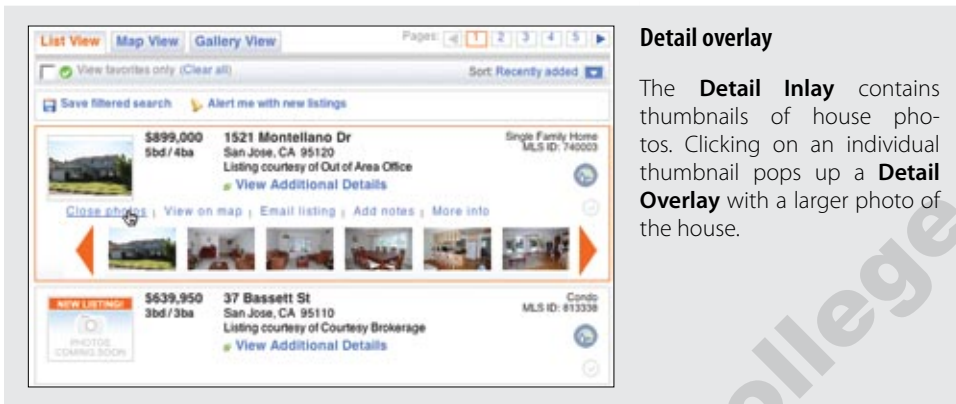 List View Map View Gallery View Pages: 1 2 3 4 5
View favorites only (Clear all) Sort: Recently added
Save filtered search Alert me with new listings
$899,000 1521 Montellano Dr Single Family Home
5bd / 4ba San Jose, CA 95120 MLS ID: 740003
Listing courtesy of Out of Area Office
View Additional Details
Close photos | View on map | Email listing | Add notes | More info
NEW LISTING! $639,950 37 Bassett St Condo
3bd / 3ba San Jose, CA 95110 MLS ID: 813336
Listing courtesy of Courtesy Brokerage
PHOTOS View Additional Details
COMING SOON
Detail overlay
The Detail Inlay contains
thumbnails of house pho-
tos. Clicking on an individual
thumbnail pops up a Detail
Overlay with a larger photo of
the house.
ollege